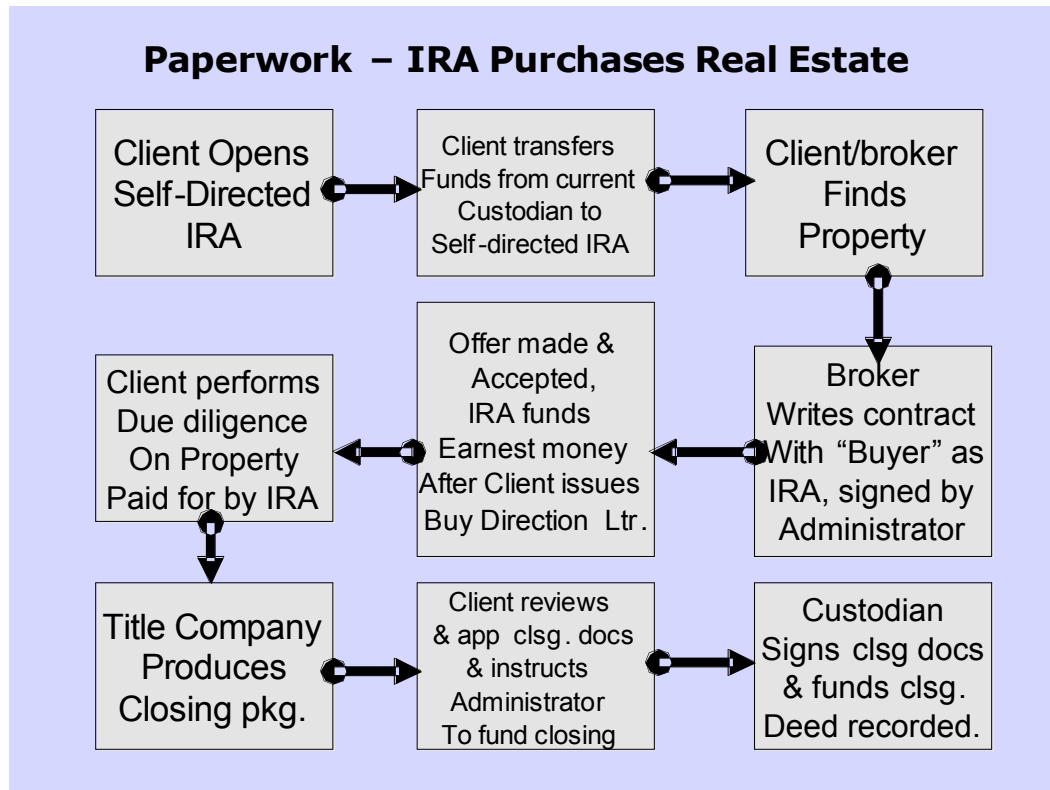 Paperwork – IRA Purchases Real Estate
Client Opens
Self-Directed
IRA
Client transfers
Funds from current
Custodian to
Self-directed IRA
Client/broker
Finds
Property
Broker
Writes contract
With “Buyer” as
IRA, signed by
Administrator
Offer made &
Accepted,
IRA funds
Earnest money
After Client issues
Buy Direction Ltr.
Client performs
Due diligence
On Property
Paid for by IRA
Title Company
Produces
Closing pkg.
Client reviews
& app clsg. docs
& instructs
Administrator
To fund closing
Custodian
Signs clsg docs
& funds clsg.
Deed recorded.